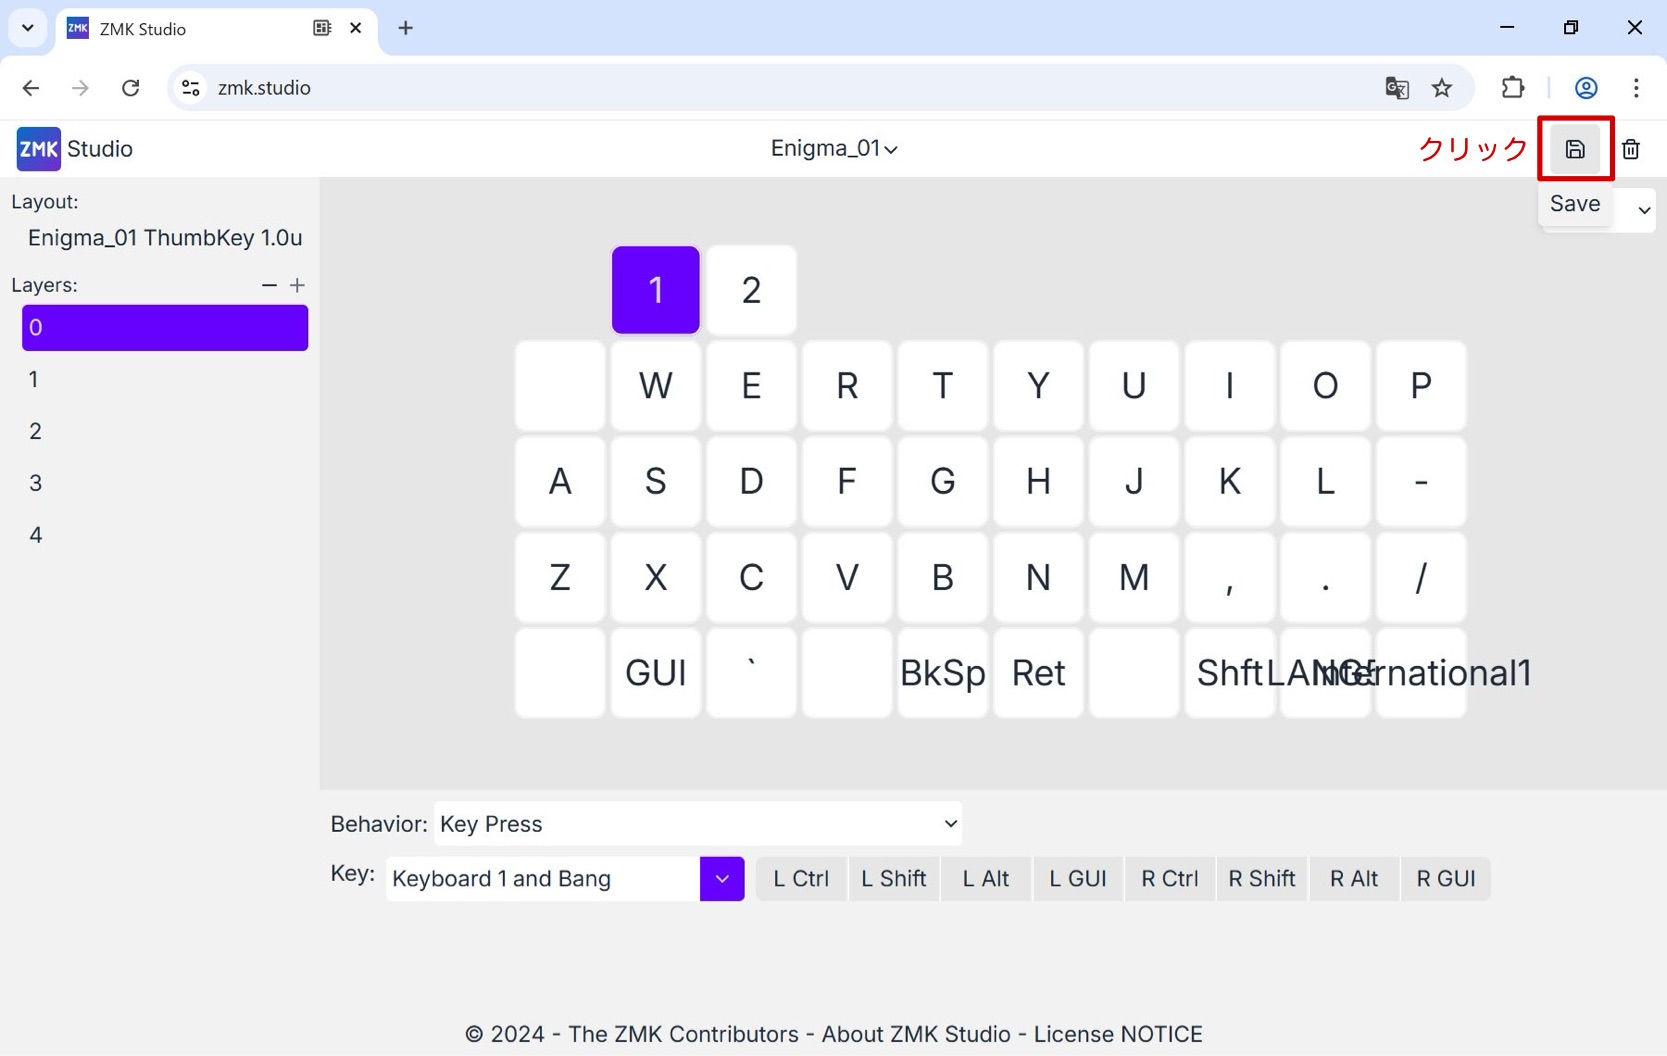 ZMK ZMK Studio
zmk.studio
ZMK Studio
Enigma_01
クリック
Save
Layout:
Enigma_01 ThumbKey 1.0u
Layers: − +
0
1
2
3
4
1 2
W E R T Y U I O P
A S D F G H J K L -
Z X C V B N M , . /
GUI ` BkSp Ret Shft International1
Behavior: Key Press
Key: Keyboard 1 and Bang L Ctrl L Shift L Alt L GUI R Ctrl R Shift R Alt R GUI
© 2024 - The ZMK Contributors - About ZMK Studio - License NOTICE